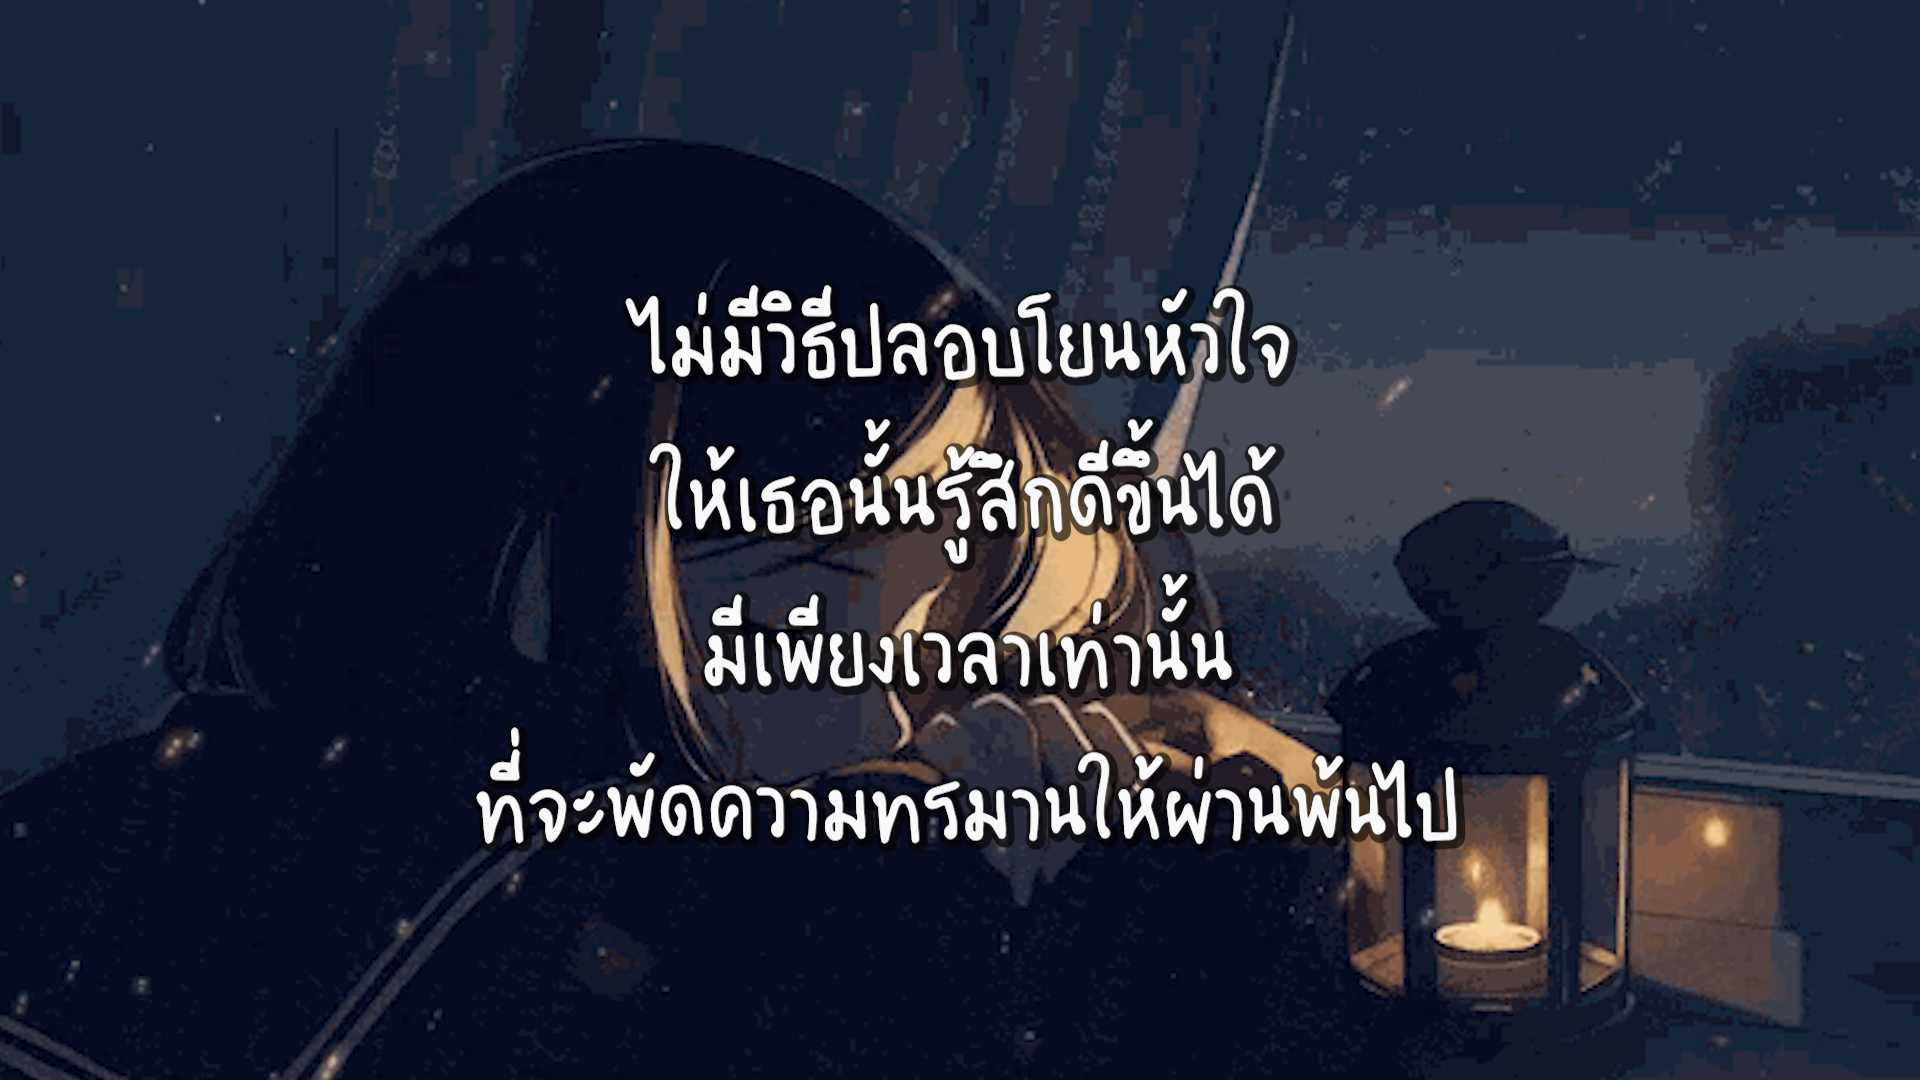 ไม่มีวิธีปลอบโยนหัวใจ
ให้เธอนั้นรู้สึกดีขึ้นได้
มีเพียงเวลาเท่านั้น
ที่จะพัดความทรมานให้ผ่านพ้นไป